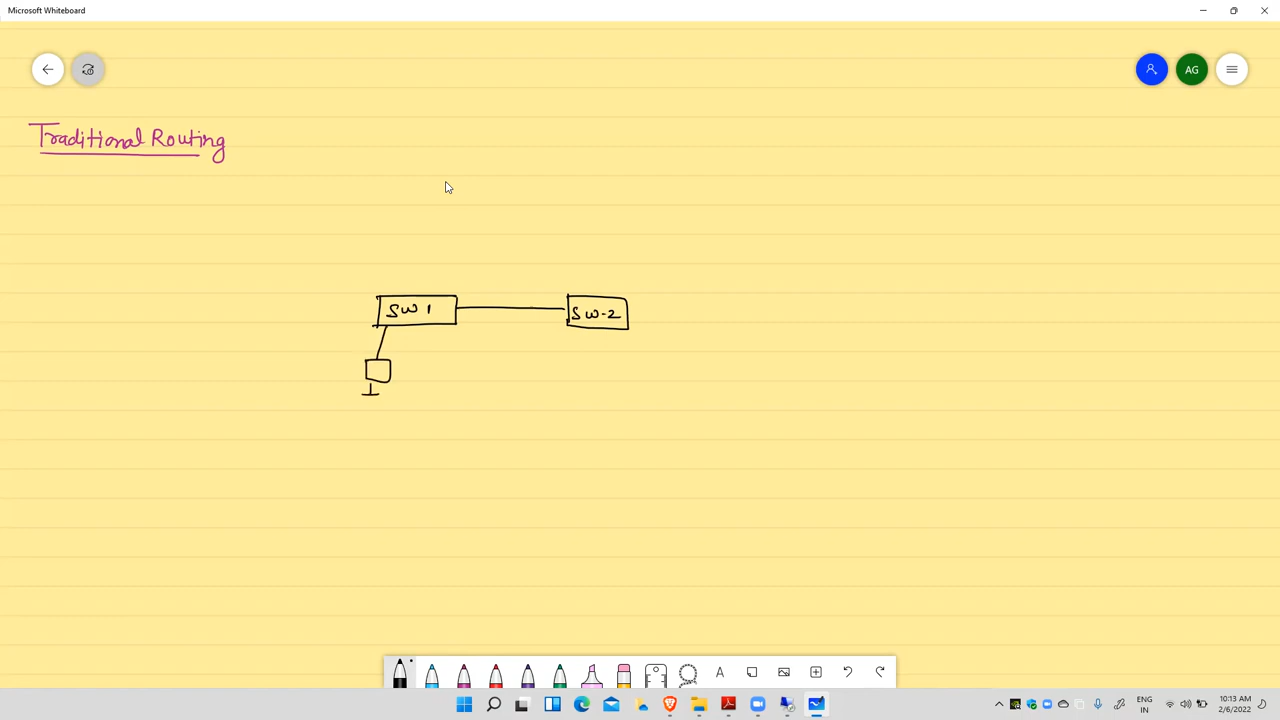 Microsoft Whiteboard
AG
Traditional Routing
SW 1
SW-2
A
ENG
IN
10:13 AM
2/6/2022